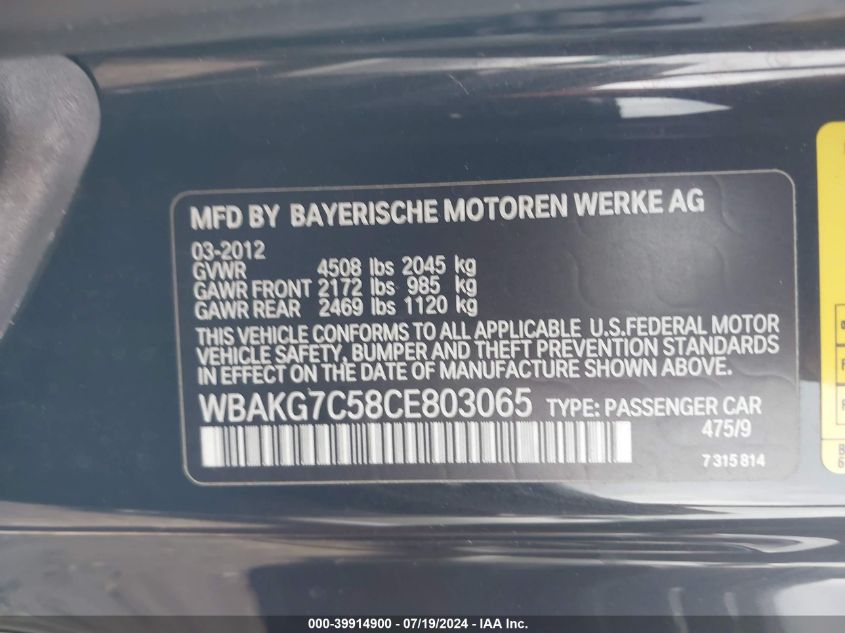 MFD BY BAYERISCHE MOTOREN WERKE AG
03-2012
GVWR 4508 lbs 2045 kg
GAWR FRONT 2172 lbs 985 kg
GAWR REAR 2469 lbs 1120 kg
THIS VEHICLE CONFORMS TO ALL APPLICABLE U.S.FEDERAL MOTOR
VEHICLE SAFETY, BUMPER AND THEFT PREVENTION STANDARDS
IN EFFECT ON THE DATE OF MANUFACTURE SHOWN ABOVE.
WBAKG7C58CE803065 TYPE: PASSENGER CAR
475/9
7 315 814
000-39914900 - 07/19/2024 - IAA Inc.